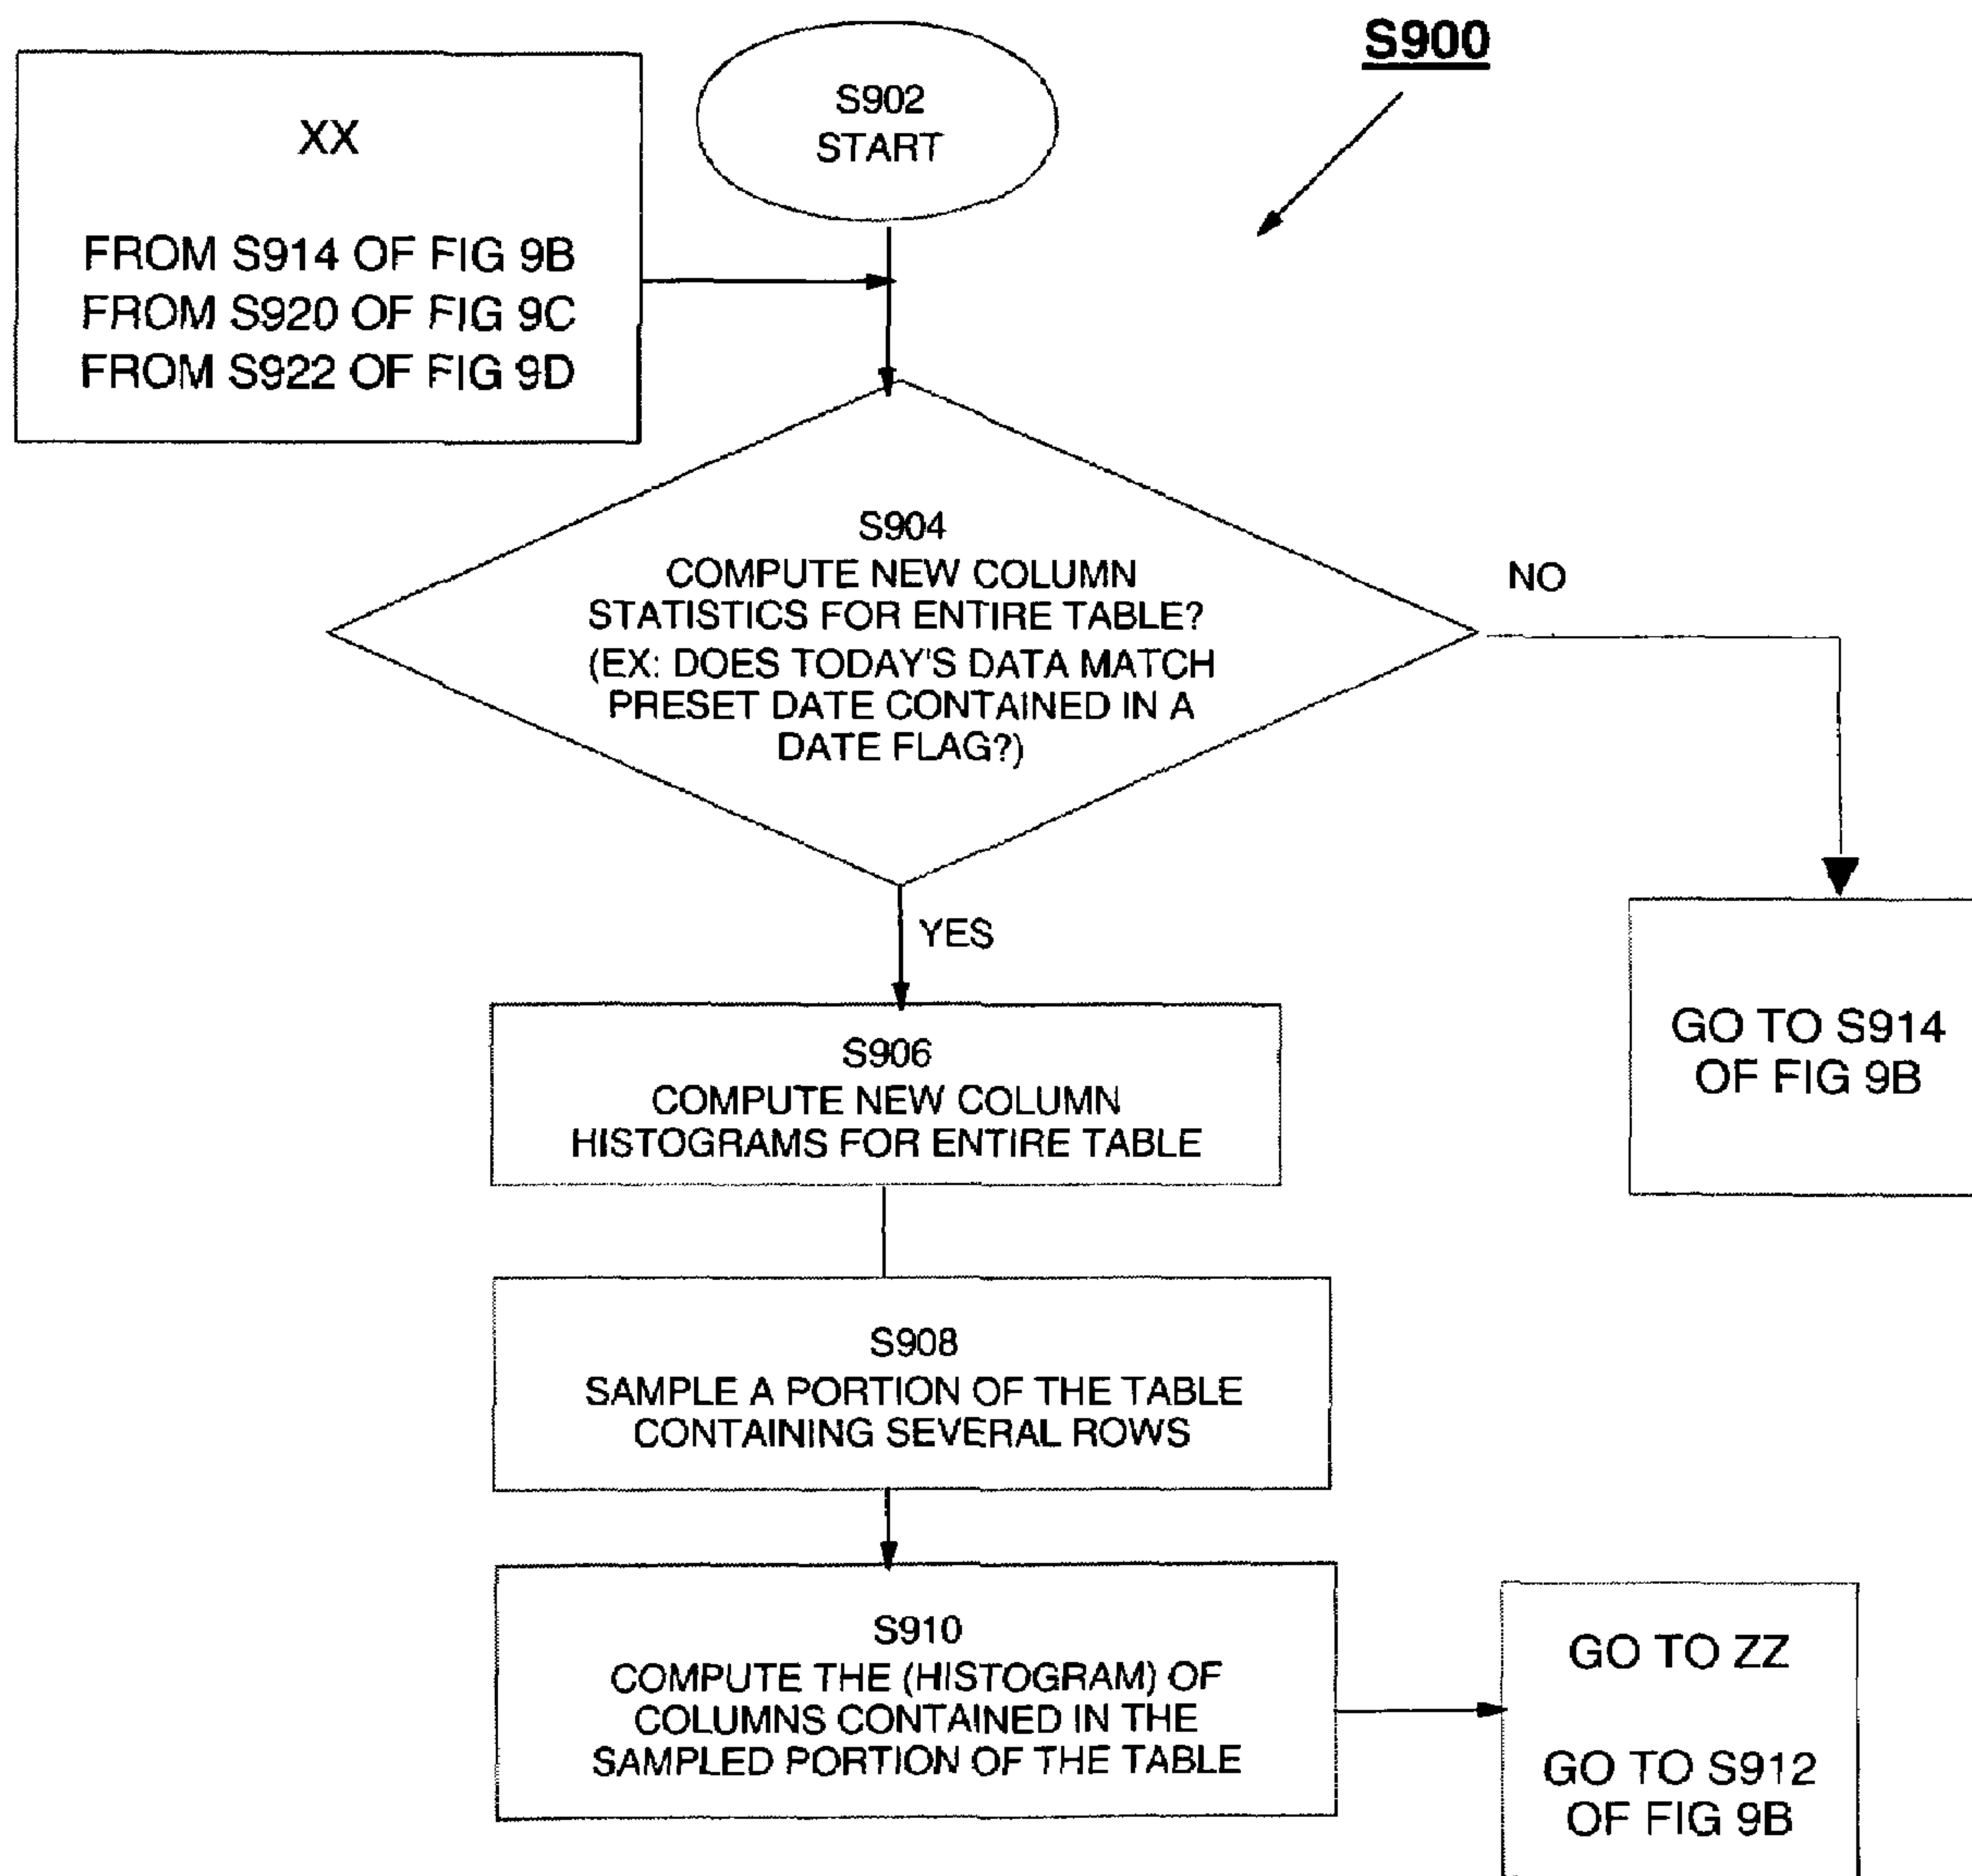 S900
XX
FROM S914 OF FIG 9B
FROM S920 OF FIG 9C
FROM S922 OF FIG 9D
S902
START
S904
COMPUTE NEW COLUMN
STATISTICS FOR ENTIRE TABLE?
(EX: DOES TODAY'S DATA MATCH
PRESET DATE CONTAINED IN A
DATE FLAG?)
NO
GO TO S914
OF FIG 9B
YES
S906
COMPUTE NEW COLUMN
HISTOGRAMS FOR ENTIRE TABLE
S908
SAMPLE A PORTION OF THE TABLE
CONTAINING SEVERAL ROWS
S910
COMPUTE THE (HISTOGRAM) OF
COLUMNS CONTAINED IN THE
SAMPLED PORTION OF THE TABLE
GO TO ZZ
GO TO S912
OF FIG 9B